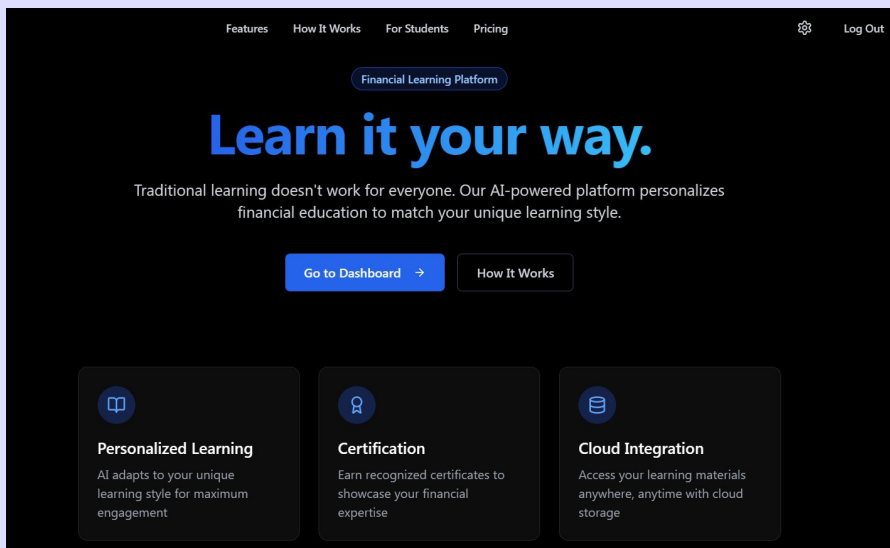 Features How It Works For Students Pricing Log Out
Financial Learning Platform
Learn it your way.
Traditional learning doesn't work for everyone. Our AI-powered platform personalizes
financial education to match your unique learning style.
Go to Dashboard → How It Works
Personalized Learning
AI adapts to your unique
learning style for maximum
engagement
Certification
Earn recognized certificates to
showcase your financial
expertise
Cloud Integration
Access your learning materials
anywhere, anytime with cloud
storage